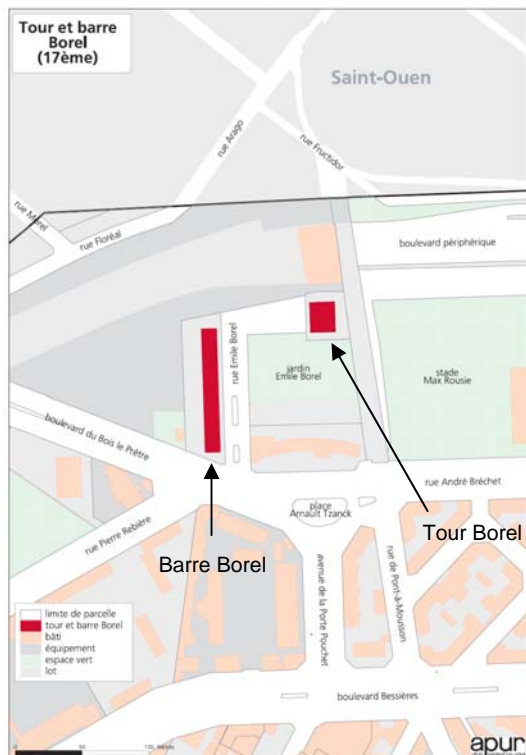 Tour et barre
Borel
(17ème)
Saint-Ouen
rue Arago
rue Fructidor
rue Morel
rue Floréal
boulevard périphérique
rue Emile Borel
jardin
Emile Borel
stade
Max Rousie
boulevard du Bois le Prêtre
rue André Bréchet
place
Arnault Tzanck
Tour Borel
Barre Borel
rue Pierre Rebière
avenue de la Porte Pouchet
rue de Pont-à-Mousson
limite de parcelle
tour et barre Borel
bâti
équipement
espace vert
lot
boulevard Bessières
apur